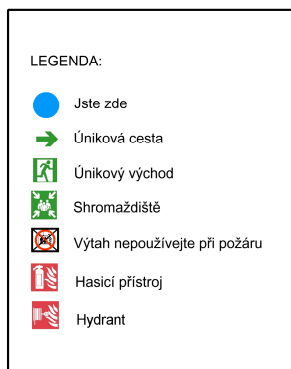 LEGENDA:
Jste zde
Úniková cesta
Únikový východ
Shromaždiště
Výtah nepoužívejte při požáru
Hasicí přístroj
Hydrant